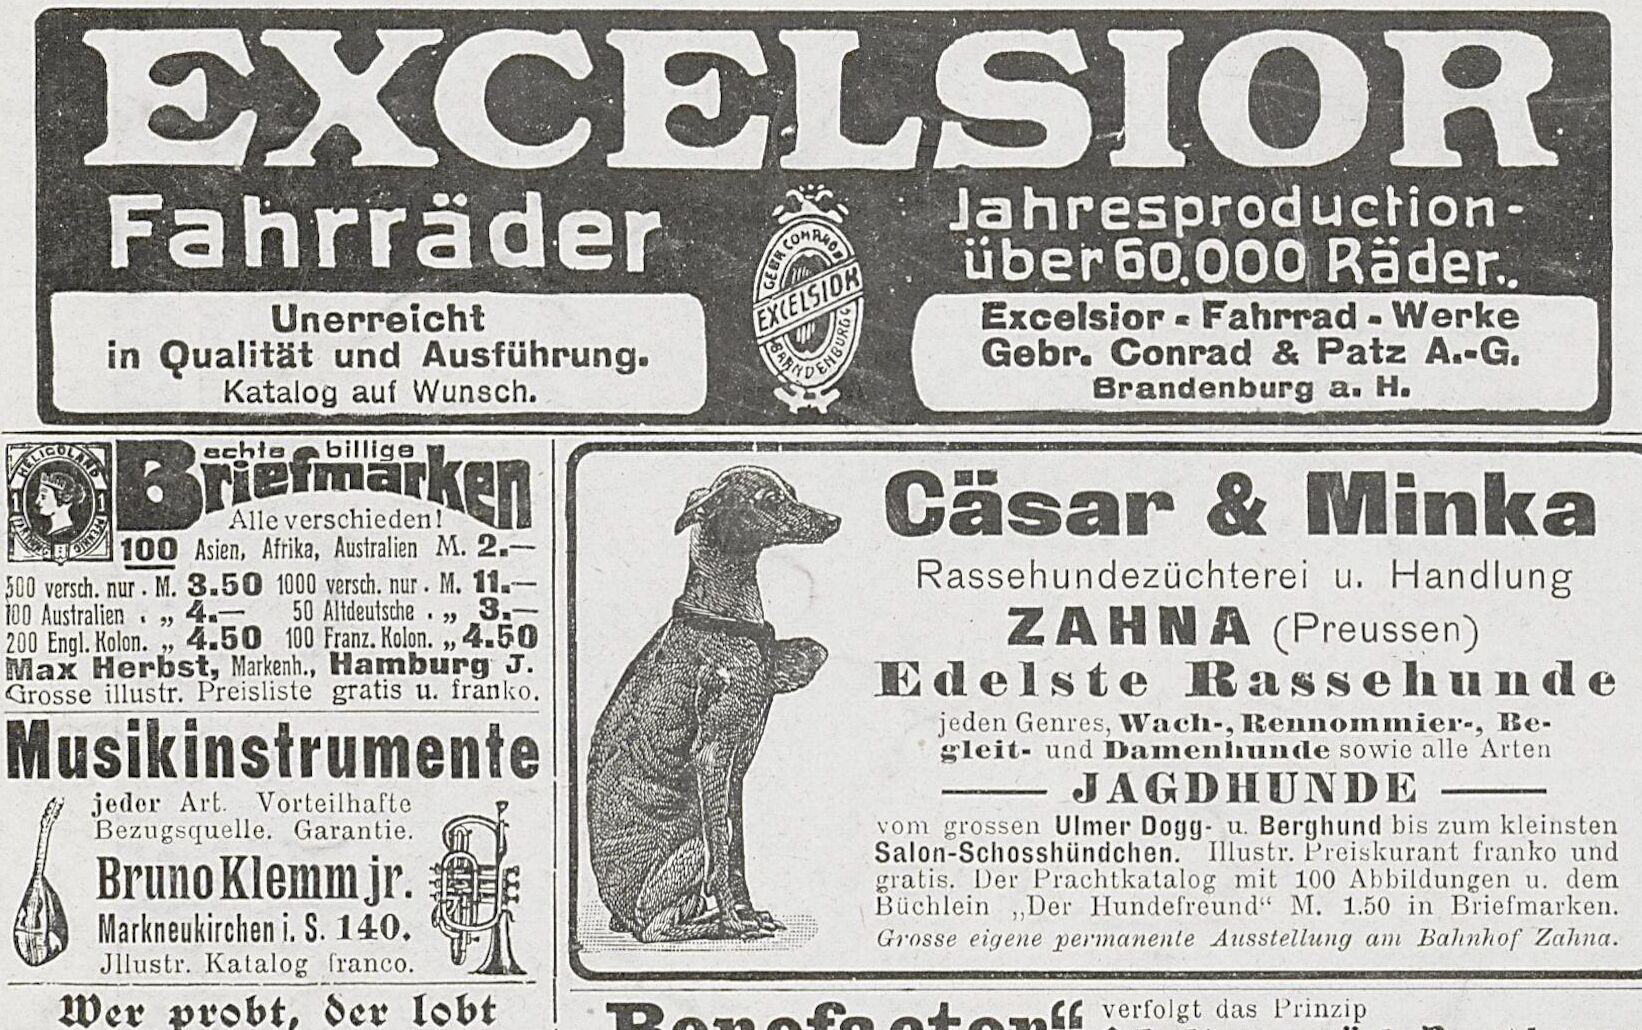 EXCELSIOR
Fahrräder
Unerreicht
in Qualität und Ausführung.
Katalog auf Wunsch.
GEBR. CONRAD
EXCELSIOR
BRANDENBURG
Jahresproduction-
über 60.000 Räder.
Excelsior-Fahrrad-Werke
Gebr. Conrad & Patz A.-G.
Brandenburg a. H.
HELIGOLAND
1 1
echte billige
Briefmarken
Alle verschieden!
100 Asien, Afrika, Australien M. 2.—
500 versch. nur . M. 3.50 1000 versch. nur . M. 11.—
100 Australien . „ 4.— 50 Altdeutsche . „ 3.—
200 Engl. Kolon. „ 4.50 100 Franz. Kolon. „ 4.50
Max Herbst, Markenh., Hamburg J.
Grosse illustr. Preisliste gratis u. franko.
Musikinstrumente
jeder Art. Vorteilhafte
Bezugsquelle. Garantie.
Bruno Klemm jr.
Markneukirchen i. S. 140.
Jllustr. Katalog franco.
Wer probt, der lobt
Cäsar & Minka
Rassehundezüchterei u. Handlung
ZAHNA (Preussen)
Edelste Rassehunde
jeden Genres, Wach-, Rennommier-, Be-
gleit- und Damenhunde sowie alle Arten
JAGDHUNDE
vom grossen Ulmer Dogg- u. Berghund bis zum kleinsten
Salon-Schosshündchen. Illustr. Preiskurant franko und
gratis. Der Prachtkatalog mit 100 Abbildungen u. dem
Büchlein „Der Hundefreund“ M. 1.50 in Briefmarken.
Grosse eigene permanente Ausstellung am Bahnhof Zahna.
Benefactor“ verfolgt das Prinzip